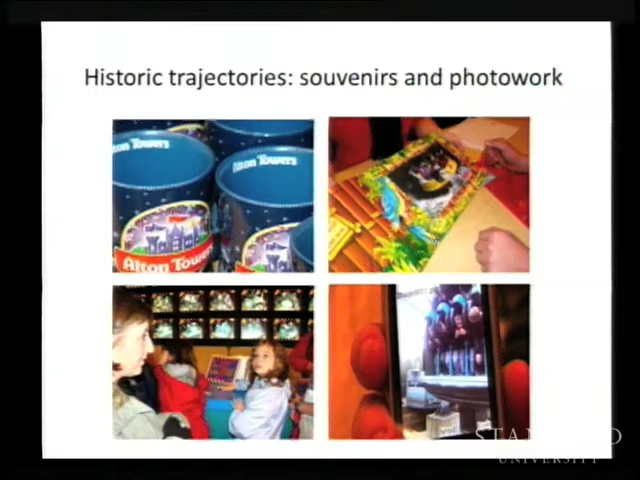 Historic trajectories: souvenirs and photowork
Alton Towers
Alton Towers
Alton Towers
STANFORD
UNIVERSITY